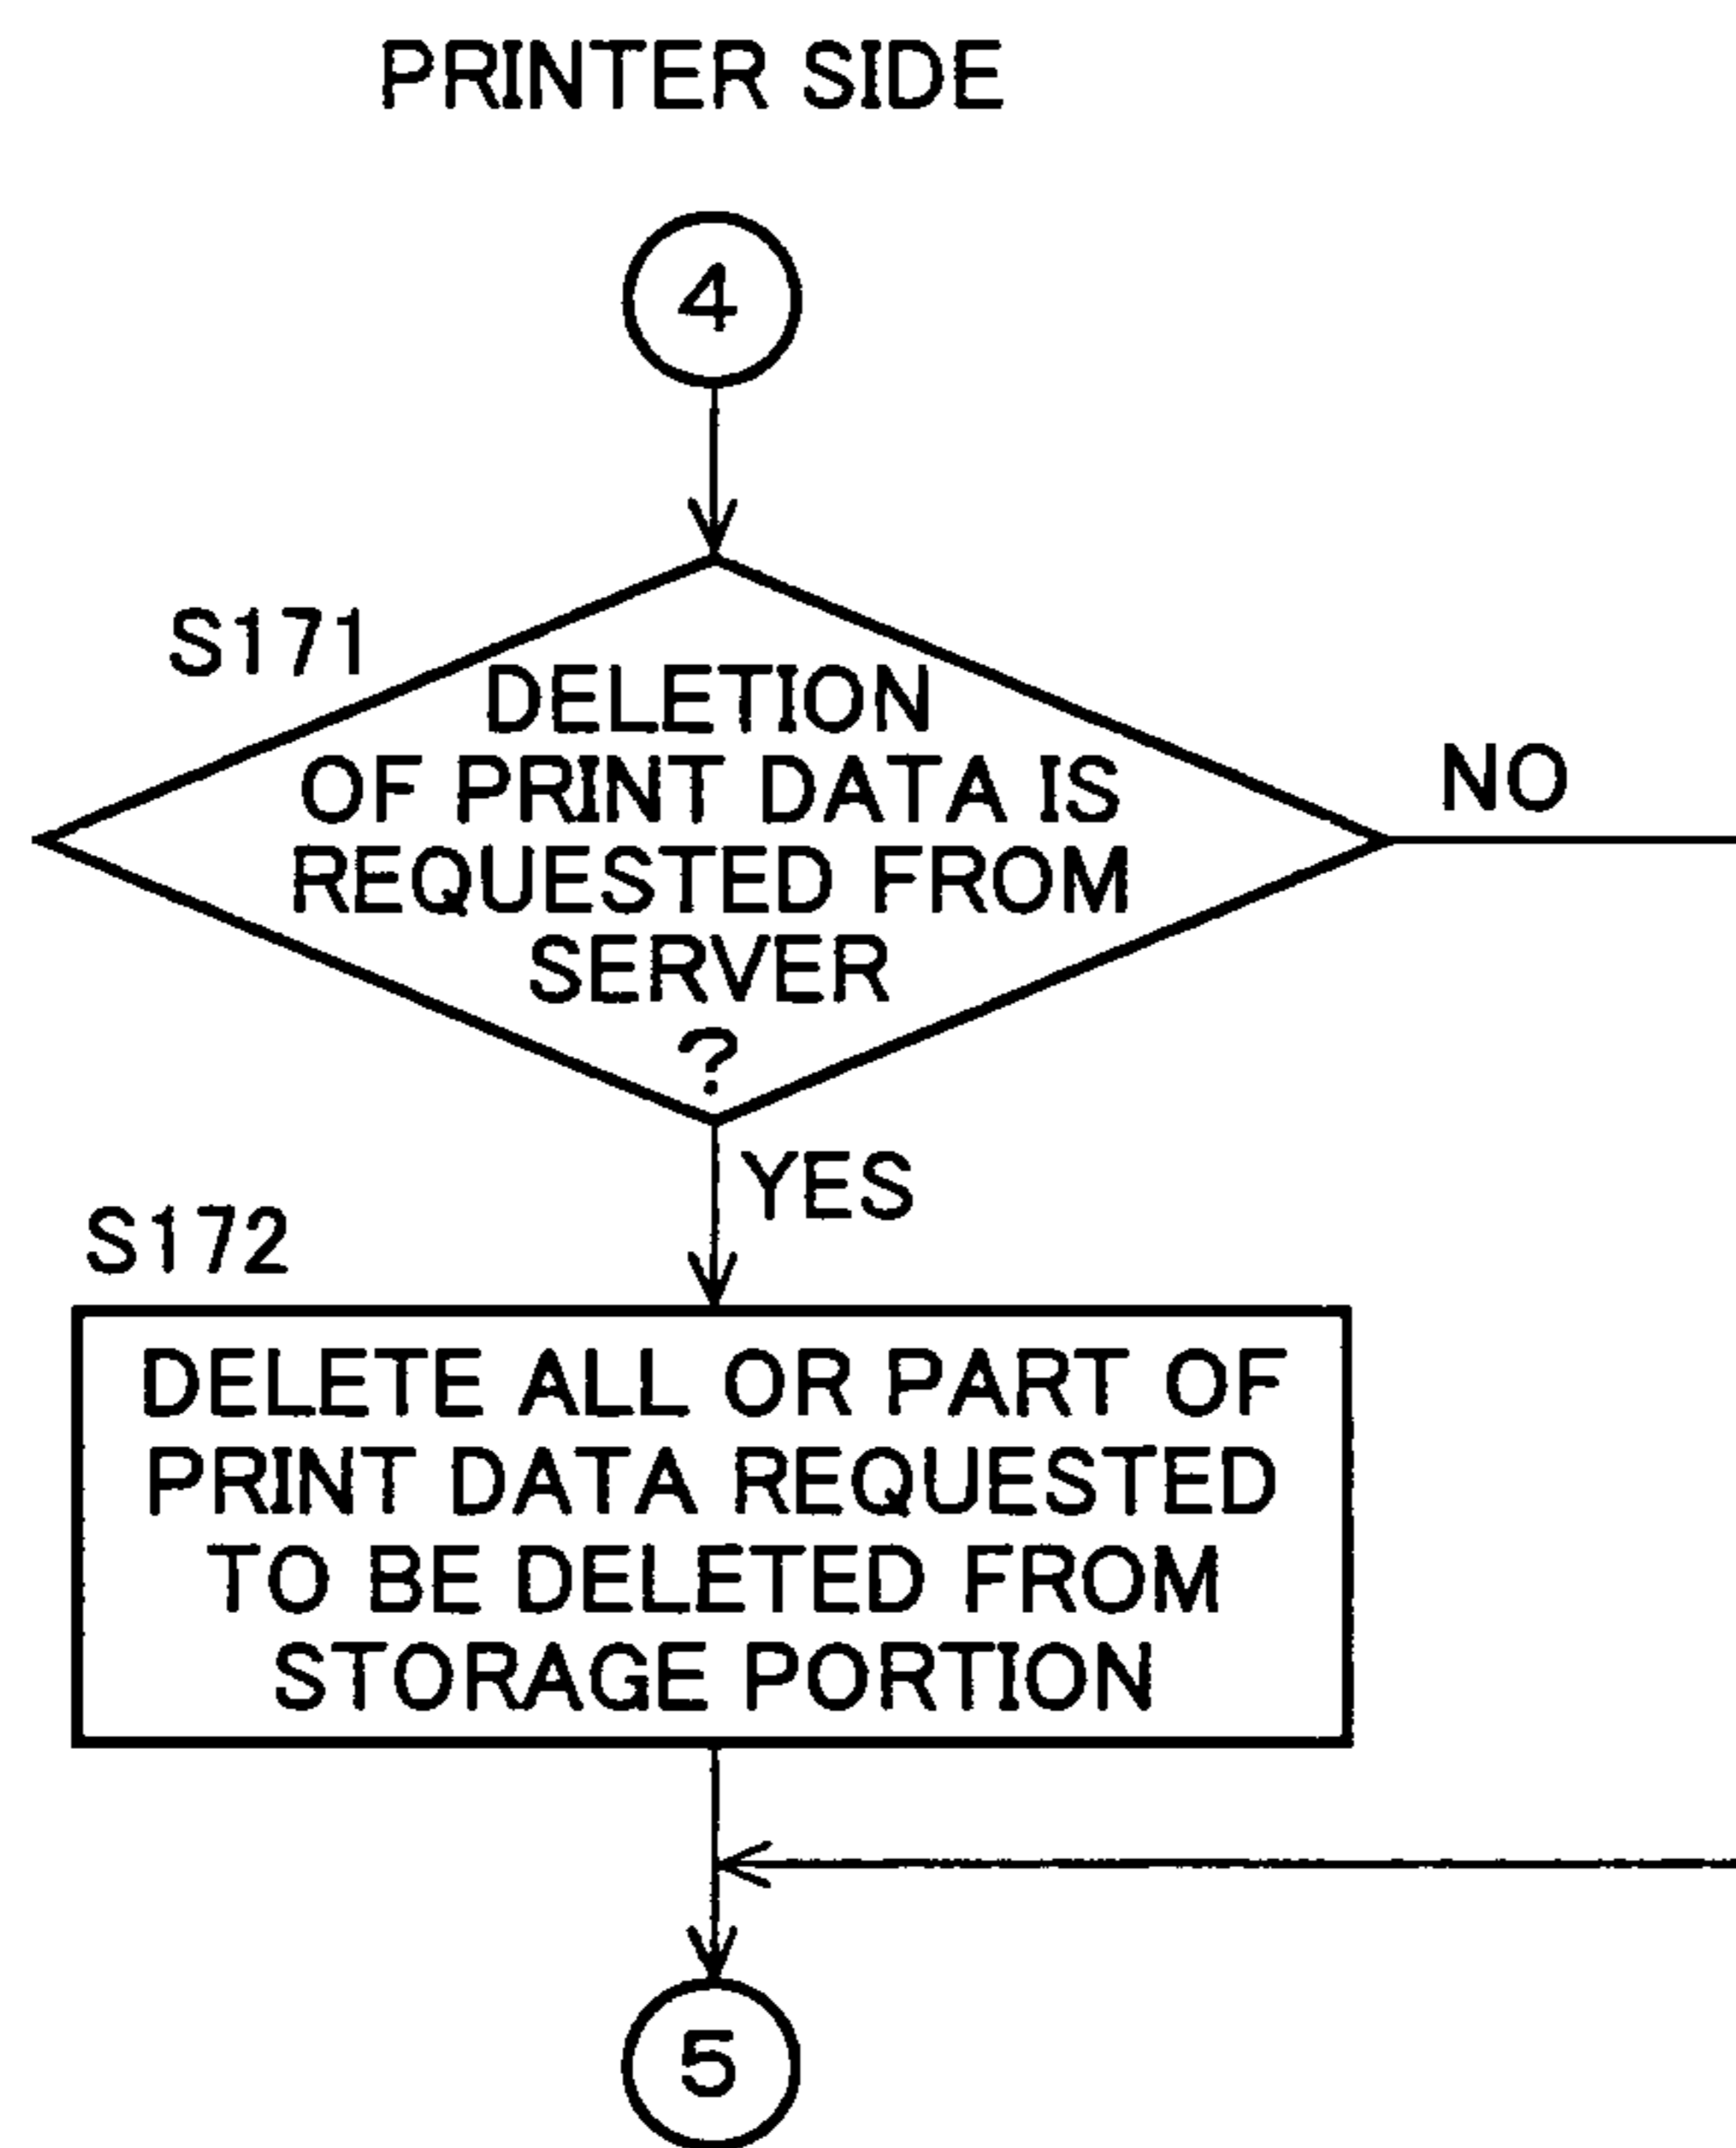 PRINTER SIDE
4
S171
DELETION
OF PRINT DATA IS
REQUESTED FROM
SERVER
?
NO
YES
S172
DELETE ALL OR PART OF
PRINT DATA REQUESTED
TO BE DELETED FROM
STORAGE PORTION
5